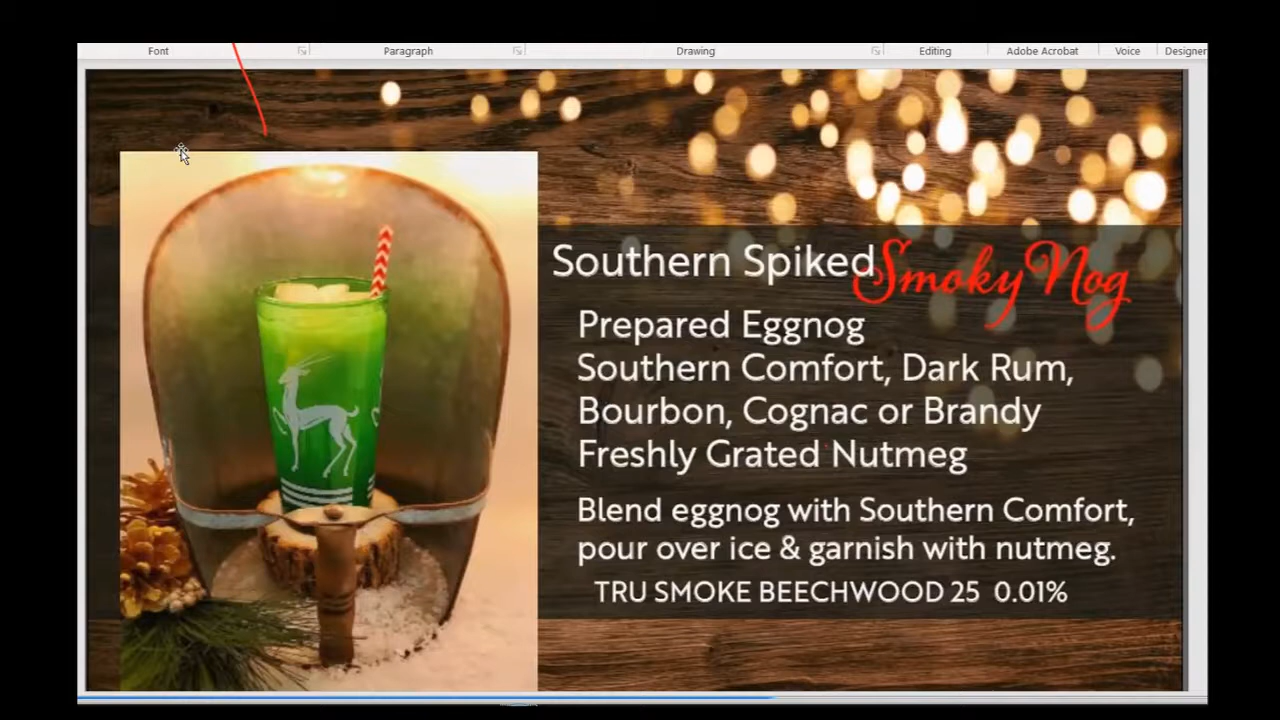 Font Paragraph Drawing Editing Adobe Acrobat Voice Designer
Southern Spiked Smoky Nog
Prepared Eggnog
Southern Comfort, Dark Rum,
Bourbon, Cognac or Brandy
Freshly Grated Nutmeg
Blend eggnog with Southern Comfort,
pour over ice & garnish with nutmeg.
TRU SMOKE BEECHWOOD 25 0.01%